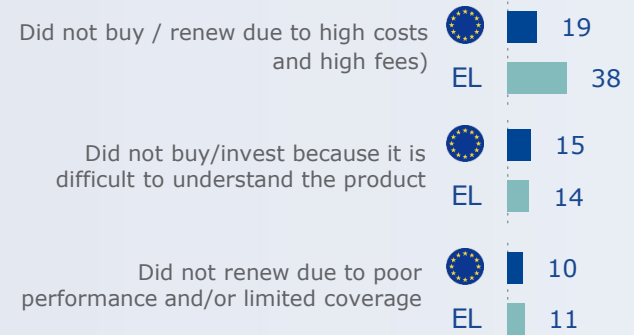 Did not buy / renew due to high costs
and high fees)
19
EL 38
Did not buy/invest because it is
difficult to understand the product
15
EL 14
Did not renew due to poor
performance and/or limited coverage
10
EL 11